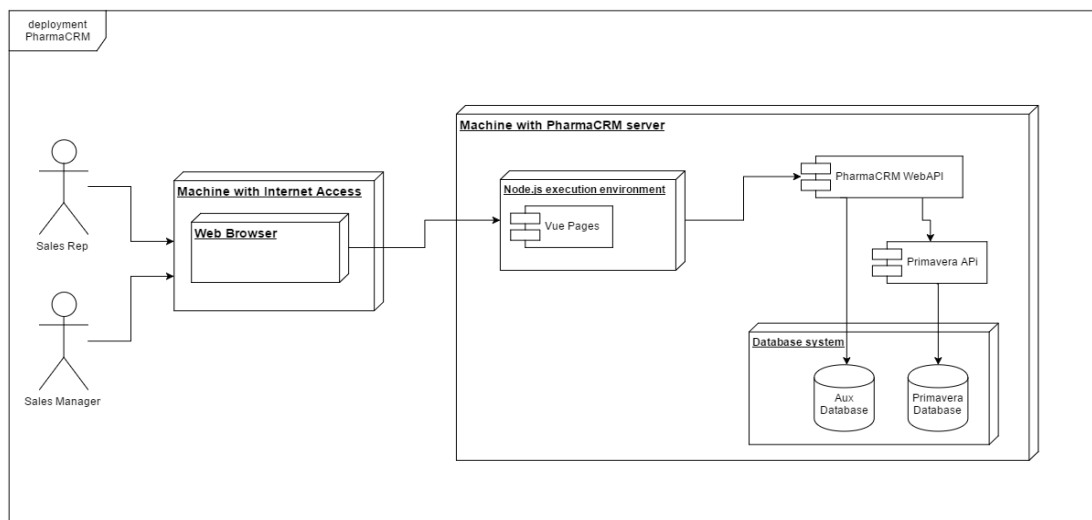 deployment
PharmaCRM
Machine with PharmaCRM server
PharmaCRM WebAPI
Machine with Internet Access
Node.js execution environment
Vue Pages
Web Browser
Sales Rep
Primavera APi
Database system
Aux
Database
Primavera
Database
Sales Manager